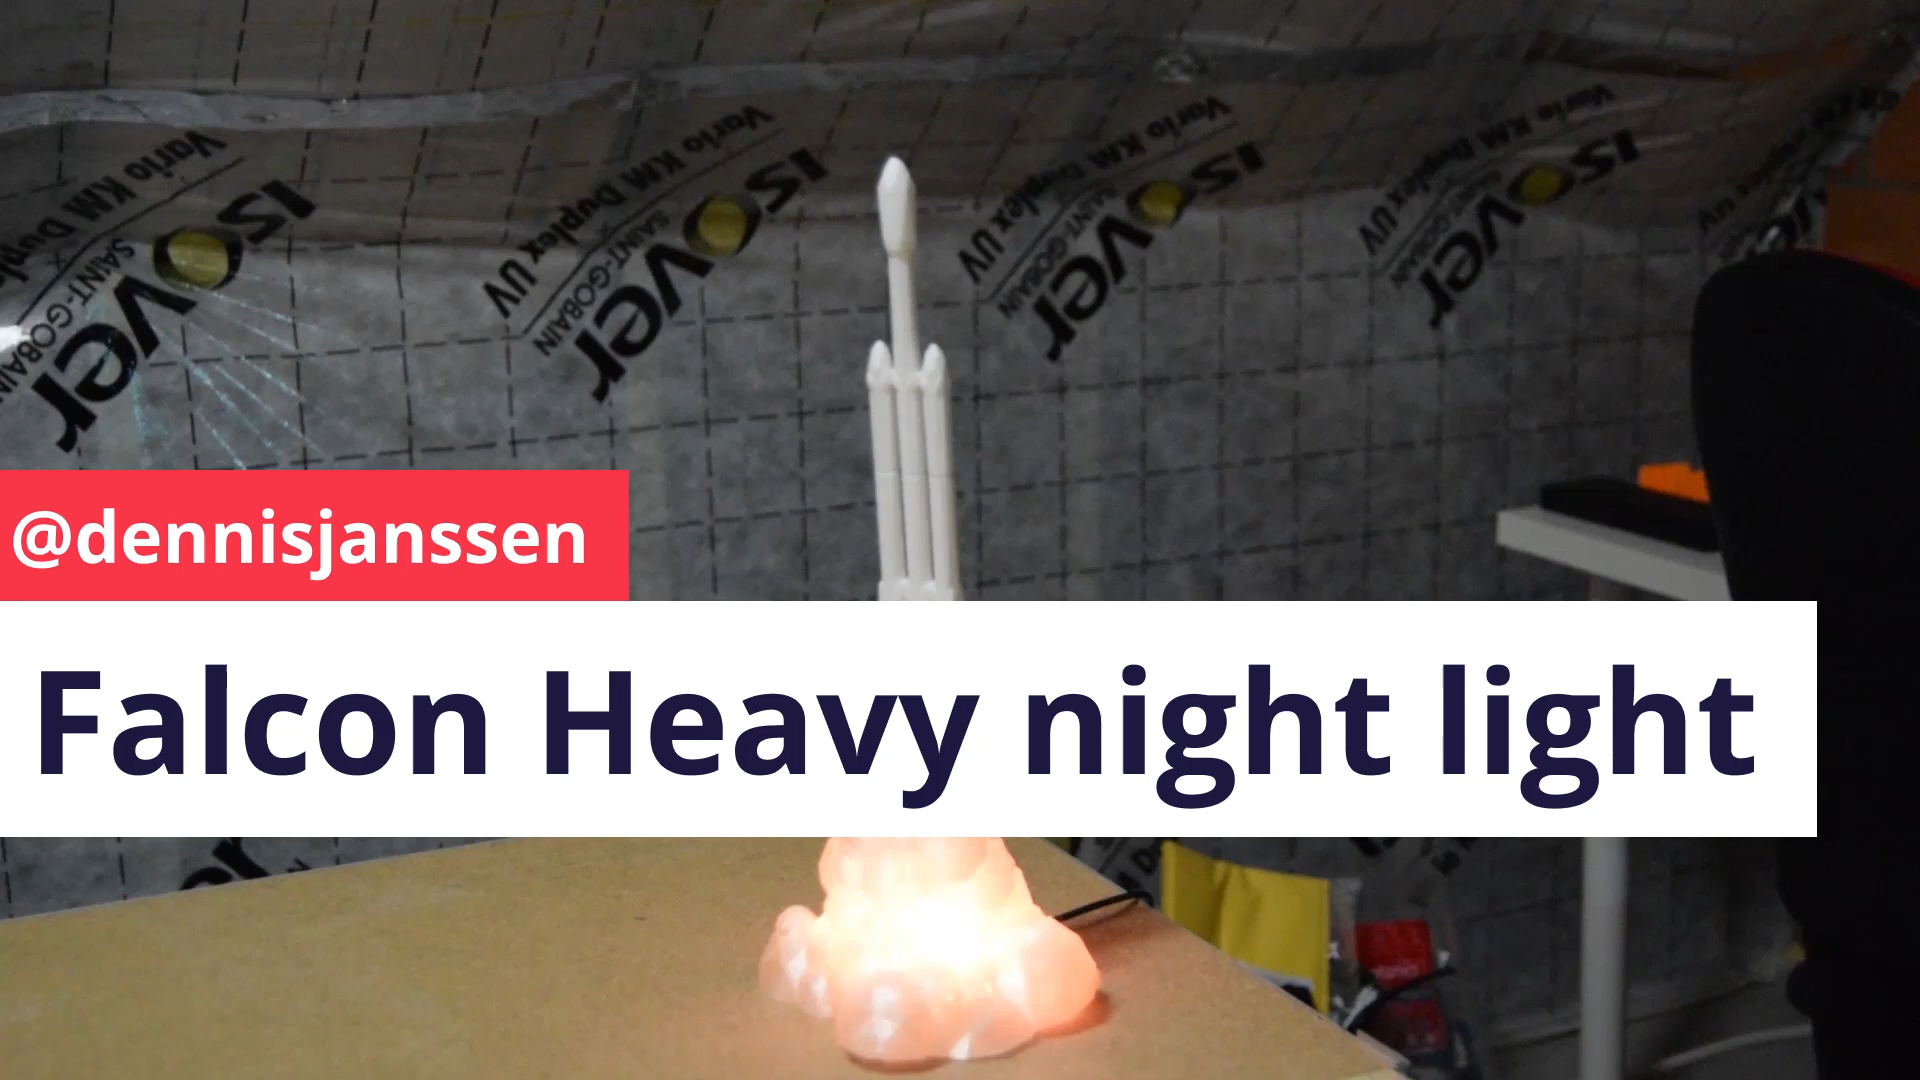 Vario KM Duplex UV
isover
SAINT-GOBAIN
Vario KM Duplex UV
isover
SAINT-GOBAIN
Vario KM Duplex UV
isover
SAINT-GOBAIN
Vario KM Duplex UV
isover
SAINT-GOBAIN
@dennisjanssen
Falcon Heavy night light